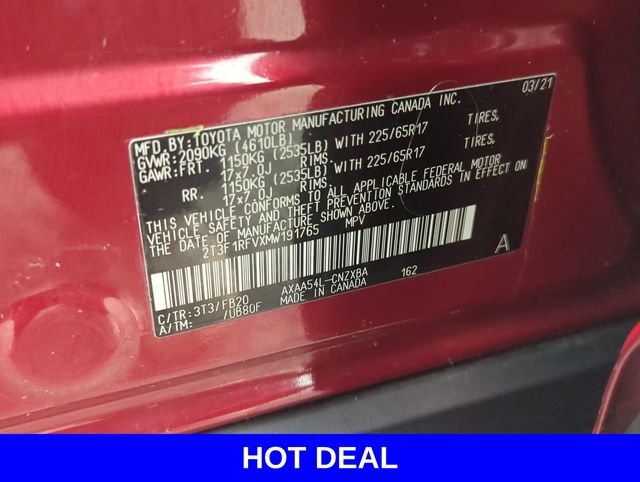 MFD. BY: TOYOTA MOTOR MANUFACTURING CANADA INC. 03/21
GVWR: 2090KG (4610LB)
GAWR: FRT. 1150KG (2535LB) WITH 225/65R17 TIRES,
17x7.0J RIMS.
RR. 1150KG (2535LB) WITH 225/65R17 TIRES,
17x7.0J RIMS.
THIS VEHICLE CONFORMS TO ALL APPLICABLE FEDERAL MOTOR
VEHICLE SAFETY AND THEFT PREVENTION STANDARDS IN EFFECT ON
THE DATE OF MANUFACTURE SHOWN ABOVE.
2T3F1RFVXMW191765 MPV
A
C/TR: 3T3/FB20 AXAA54L-CNZXBA 162
A/TM: /UB80F MADE IN CANADA
HOT DEAL